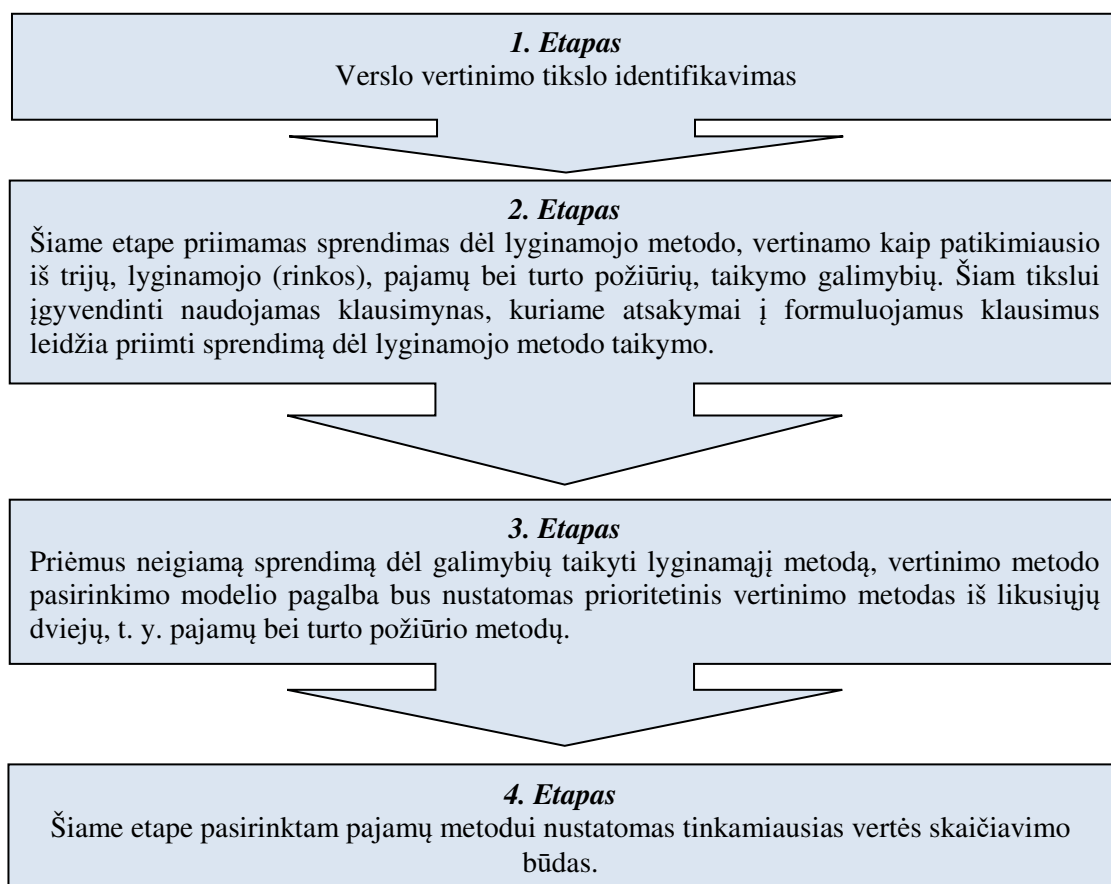 1. Etapas
Verslo vertinimo tikslo identifikavimas
2. Etapas
Šiame etape priimamas sprendimas dėl lyginamojo metodo, vertinamo kaip patikimiausio
iš trijų, lyginamojo (rinkos), pajamų bei turto požiūrių, taikymo galimybių. Šiam tikslui
įgyvendinti naudojamas klausimynas, kuriame atsakymai į formuluojamus klausimus
leidžia priimti sprendimą dėl lyginamojo metodo taikymo.
3. Etapas
Priėmus neigiamą sprendimą dėl galimybių taikyti lyginamąjį metodą, vertinimo metodo
pasirinkimo modelio pagalba bus nustatomas prioritetinis vertinimo metodas iš likusiųjų
dviejų, t. y. pajamų bei turto požiūrio metodų.
4. Etapas
Šiame etape pasirinktam pajamų metodui nustatomas tinkamiausias vertės skaičiavimo
būdas.